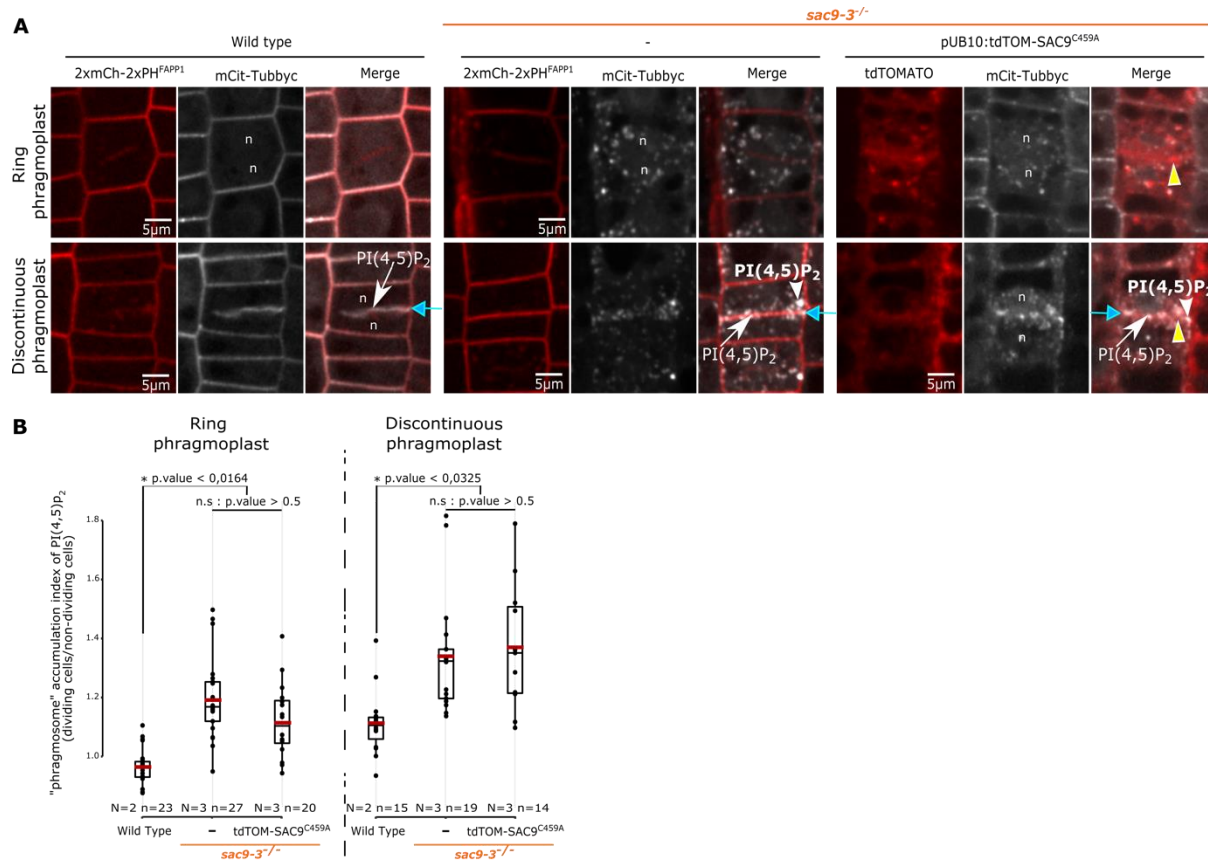 sac9-3-/-
A
Wild type
-
pUB10:tdTOM-SAC9C459A
2xmCh-2xPHFAPP1 mCit-Tubbyc Merge
2xmCh-2xPHFAPP1 mCit-Tubbyc Merge
tdTOMATO mCit-Tubbyc Merge
Ring
phragmoplast
n
n
n
n
n
n
5µm
5µm
5µm
Discontinuous
phragmoplast
PI(4,5)P2
n
n
PI(4,5)P2
PI(4,5)P2
n
n
PI(4,5)P2
PI(4,5)P2
5µm
5µm
5µm
B
Ring
phragmoplast
Discontinuous
phragmoplast
* p.value < 0,0164
n.s : p.value > 0.5
* p.value < 0,0325
n.s : p.value > 0.5
"phragmosome" accumulation index of PI(4,5)p2
(dividing cells/non-dividing cells)
1.8
1.6
1.4
1.2
1.0
N=2 n=23 N=3 n=27 N=3 n=20
N=2 n=15 N=3 n=19 N=3 n=14
Wild Type - tdTOM-SAC9C459A
Wild Type - tdTOM-SAC9C459A
sac9-3-/-
sac9-3-/-